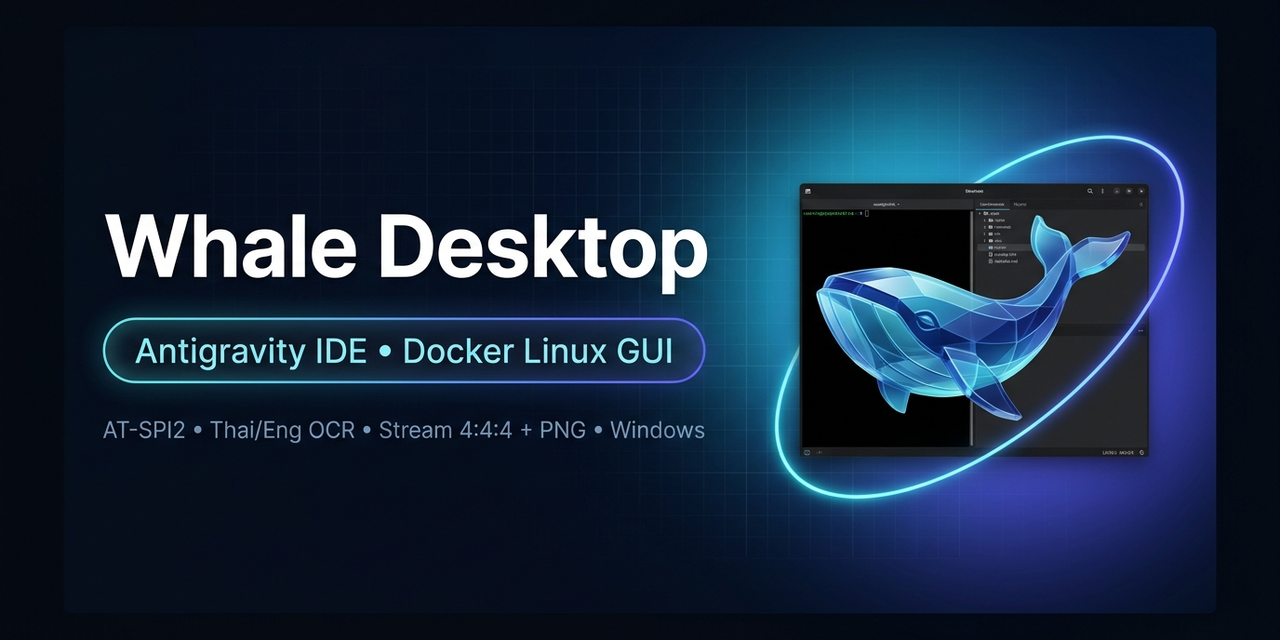 Whale Desktop
Antigravity IDE • Docker Linux GUI
AT-SPI2 • Thai/Eng OCR • Stream 4:4:4 + PNG • Windows